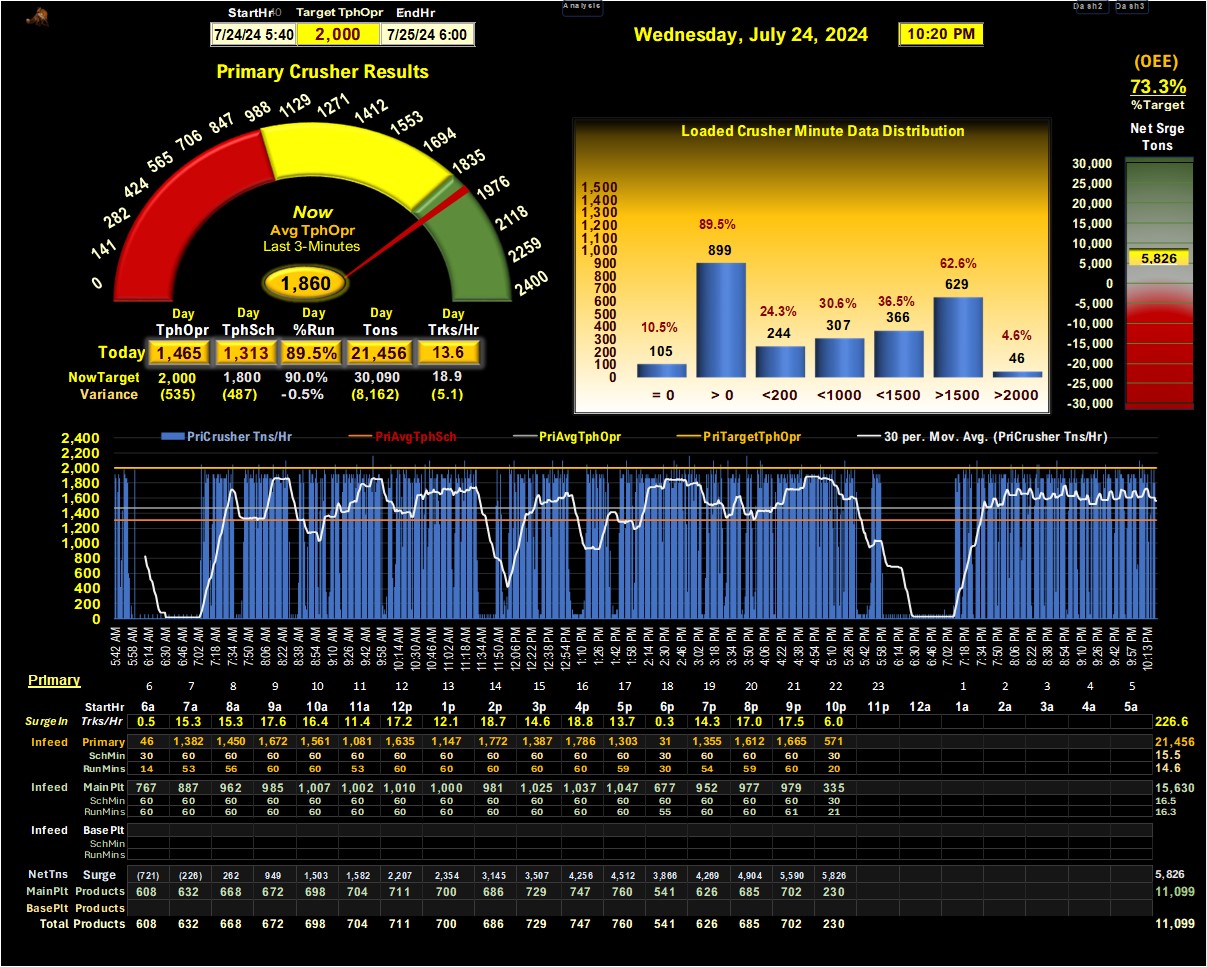 Analysis Dash2 Dash3
StartHr40 Target TphOpr EndHr
7/24/24 5:40 2,000 7/25/24 6:00
Wednesday, July 24, 2024 10:20 PM
(OEE)
73.3%
%Target
Net Srge
Tons
30,000
25,000
20,000
15,000
10,000
5,000
0
-5,000
-10,000
-15,000
-20,000
-25,000
-30,000
5,826
Primary Crusher Results
0 141 282 424 565 706 847 988 1129 1271 1412 1553 1694 1835 1976 2118 2259 2400
Now
Avg TphOpr
Last 3-Minutes
1,860
Day Day Day Day Day
TphOpr TphSch %Run Tons Trks/Hr
Today 1,465 1,313 89.5% 21,456 13.6
NowTarget 2,000 1,800 90.0% 30,090 18.9
Variance (535) (487) -0.5% (8,162) (5.1)
Loaded Crusher Minute Data Distribution
1,500
1,400
1,300
1,200
1,100
1,000
900
800
700
600
500
400
300
200
100
0
10.5% 89.5% 24.3% 30.6% 36.5% 62.6% 4.6%
105 899 244 307 366 629 46
= 0 > 0 <200 <1000 <1500 >1500 >2000
PriCrusher Tns/Hr PriAvgTphSch PriAvgTphOpr PriTargetTphOpr 30 per. Mov. Avg. (PriCrusher Tns/Hr)
2,400
2,200
2,000
1,800
1,600
1,400
1,200
1,000
800
600
400
200
0
5:42 AM 5:58 AM 6:14 AM 6:30 AM 6:46 AM 7:02 AM 7:34 AM 7:50 AM 8:06 AM 8:22 AM 8:38 AM 8:54 AM 9:10 AM 9:26 AM 9:42 AM 9:58 AM 10:14 AM 10:30 AM 10:46 AM 11:02 AM 11:18 AM 11:34 AM 11:50 AM 12:06 PM 12:22 PM 12:38 PM 12:54 PM 1:10 PM 1:26 PM 1:42 PM 1:58 PM 2:14 PM 2:30 PM 2:46 PM 3:02 PM 3:18 PM 3:34 PM 3:50 PM 4:06 PM 4:22 PM 4:38 PM 4:54 PM 5:10 PM 5:26 PM 5:42 PM 5:58 PM 6:14 PM 6:30 PM 6:46 PM 7:02 PM 7:18 PM 7:34 PM 7:50 PM 8:06 PM 8:22 PM 8:38 PM 8:54 PM 9:10 PM 9:26 PM 9:42 PM 9:57 PM 10:13 PM
Primary
6 7 8 9 10 11 12 13 14 15 16 17 18 19 20 21 22 23 1 2 3 4 5
StartHr 6a 7a 8a 9a 10a 11a 12p 1p 2p 3p 4p 5p 6p 7p 8p 9p 10p 11p 12a 1a 2a 3a 4a 5a
SurgeIn Trks/Hr 0.5 15.3 15.3 17.6 16.4 11.4 17.2 12.1 18.7 14.6 18.8 13.7 0.3 14.3 17.0 17.5 6.0 226.6
Infeed Primary 46 1,382 1,450 1,672 1,561 1,081 1,635 1,147 1,772 1,387 1,786 1,303 31 1,355 1,612 1,665 571 21,456
SchMin 30 60 60 60 60 60 60 60 60 60 60 60 30 60 60 60 30 15.5
RunMins 14 53 56 60 60 53 60 60 60 60 60 59 30 54 59 60 20 14.6
Infeed MainPlt 767 887 962 985 1,007 1,002 1,010 1,000 981 1,025 1,037 1,047 677 952 977 979 335 15,630
SchMin 60 60 60 60 60 60 60 60 60 60 60 60 60 60 60 60 30 16.5
RunMins 60 60 60 60 60 60 60 60 60 60 60 60 55 60 60 61 21 16.3
Infeed Base Plt
SchMin
RunMins
NetTns Surge (721) (226) 262 949 1,503 1,582 2,207 2,354 3,145 3,507 4,256 4,512 3,866 4,269 4,904 5,590 5,826 5,826
MainPlt Products 608 632 668 672 698 704 711 700 686 729 747 760 541 626 685 702 230 11,099
BasePlt Products
Total Products 608 632 668 672 698 704 711 700 686 729 747 760 541 626 685 702 230 11,099